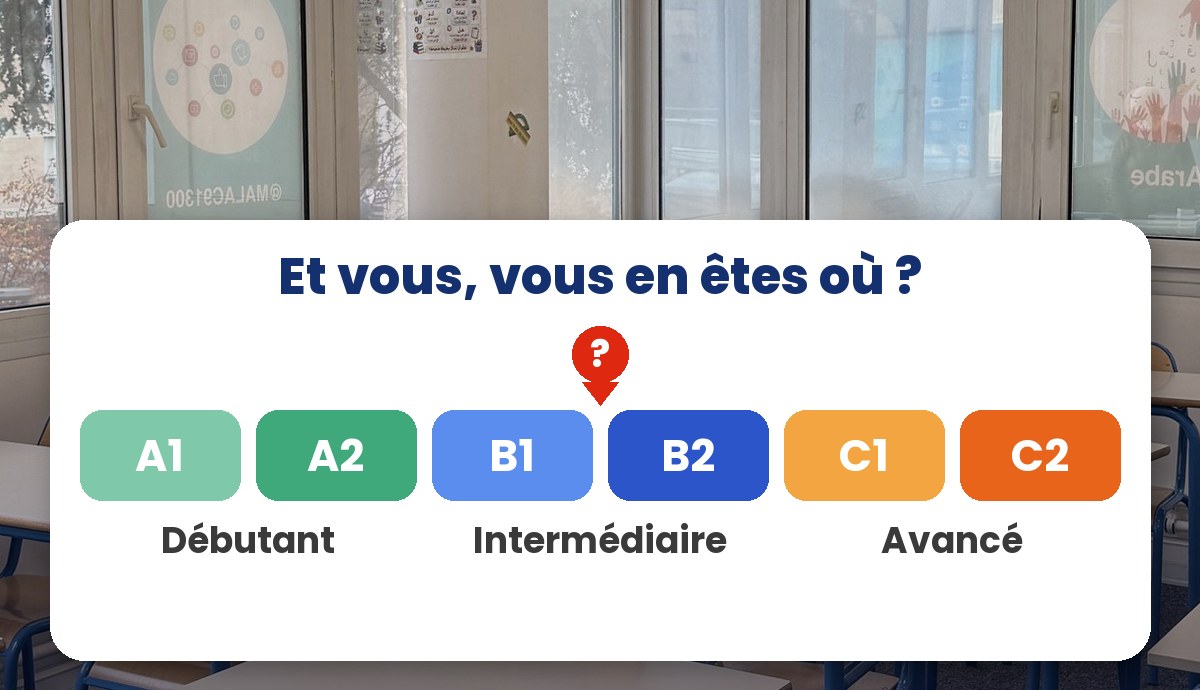 @MALAC91300
Arabe
Et vous, vous en êtes où ?
?
A1 A2 B1 B2 C1 C2
Débutant Intermédiaire Avancé